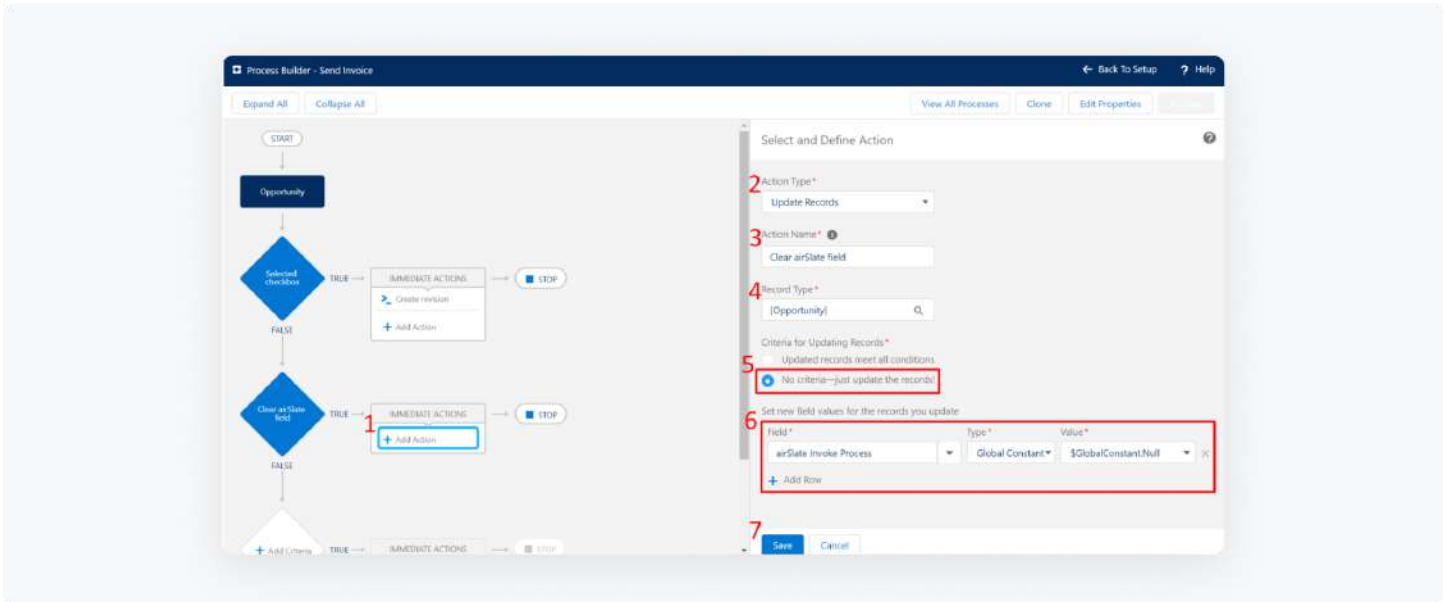 Process Builder - Send Invoice
Back To Setup
? Help
Expand All
Collapse All
View All Processes
Clone
Edit Properties
START
Opportunity
Selected checkbox
TRUE
IMMEDIATE ACTIONS
STOP
Create revision
+ Add Action
FALSE
Clear airSlate field
TRUE
1
IMMEDIATE ACTIONS
STOP
+ Add Action
FALSE
+ Add Criteria
TRUE
IMMEDIATE ACTIONS
STOP
Select and Define Action
2
Action Type*
Update Records
3
Action Name*
Clear airSlate field
4
Record Type*
[Opportunity]
Criteria for Updating Records*
5
Updated records meet all conditions
No criteria—just update the records!
Set new field values for the records you update
6
Field* Type* Value*
airSlate Invoke Process Global Constant $GlobalConstant.Null
+ Add Row
7
Save
Cancel